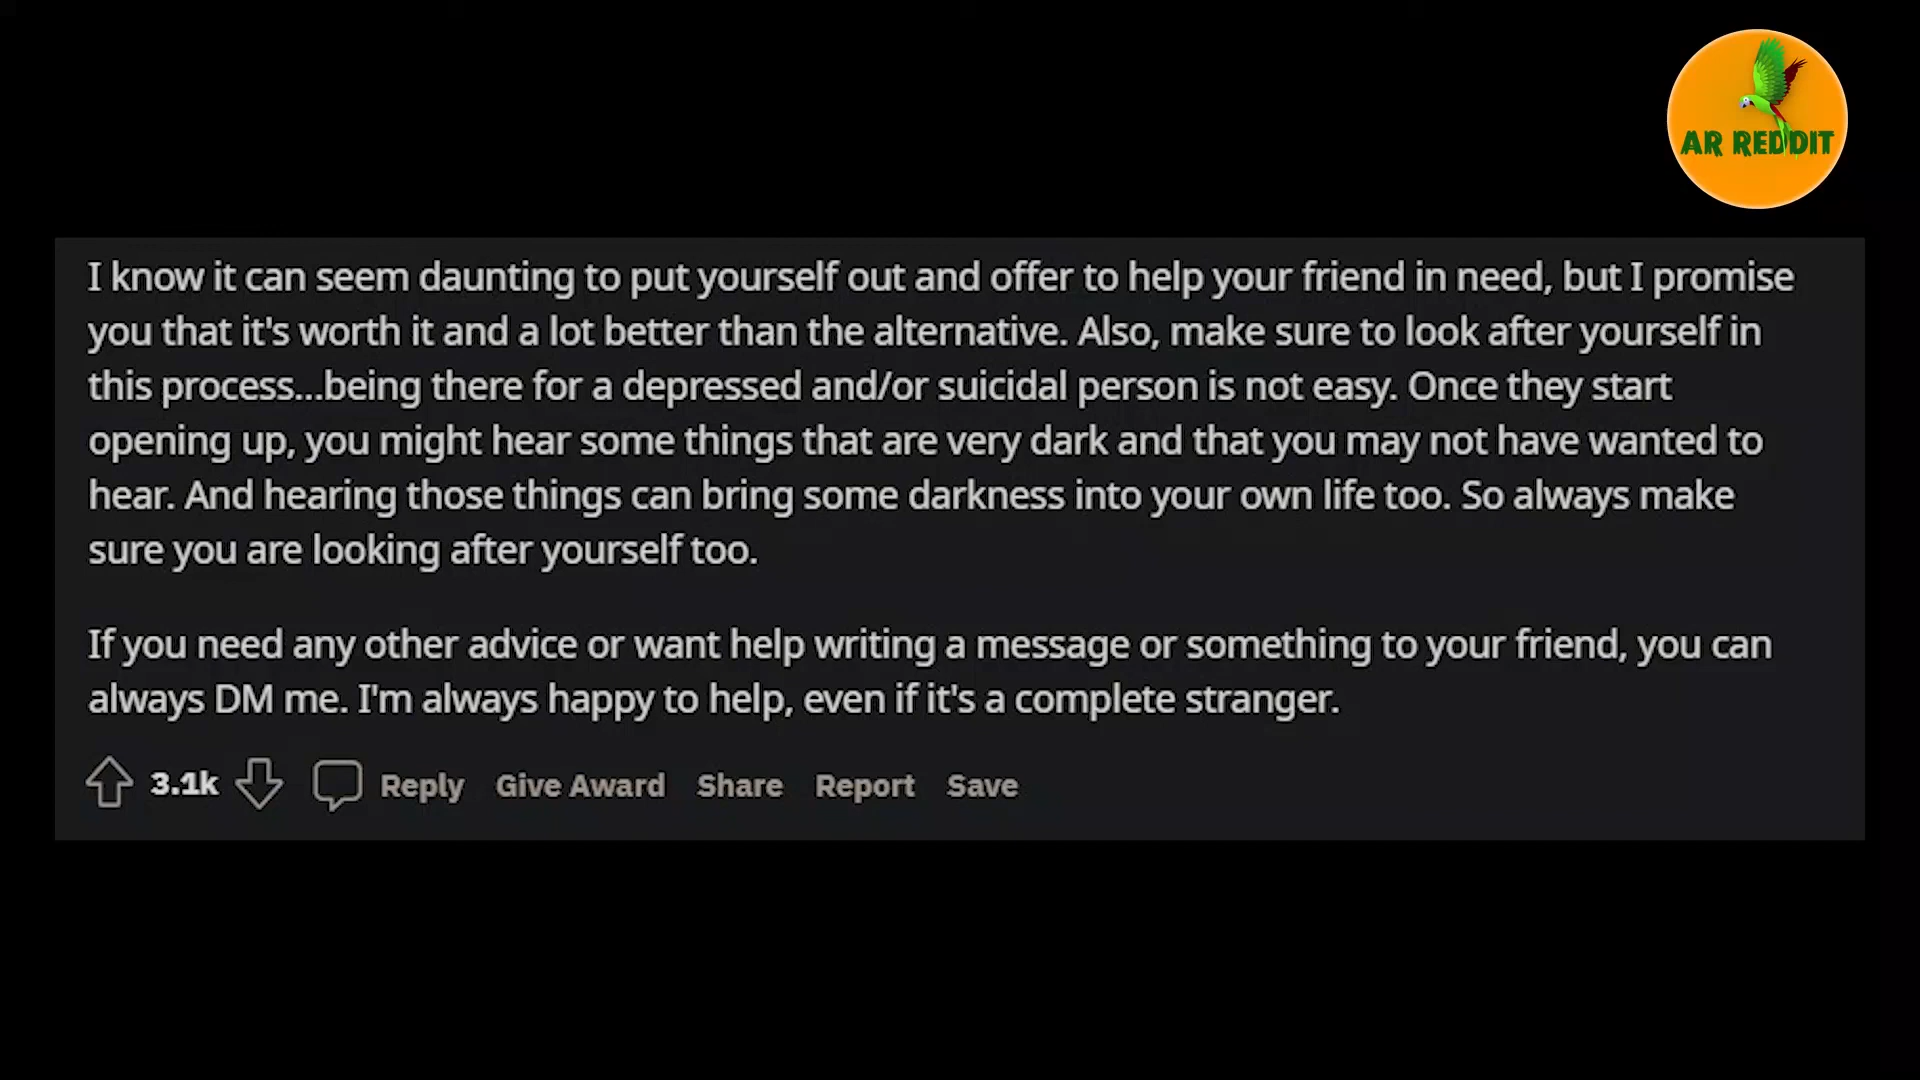 AR REDDIT
I know it can seem daunting to put yourself out and offer to help your friend in need, but I promise
you that it's worth it and a lot better than the alternative. Also, make sure to look after yourself in
this process...being there for a depressed and/or suicidal person is not easy. Once they start
opening up, you might hear some things that are very dark and that you may not have wanted to
hear. And hearing those things can bring some darkness into your own life too. So always make
sure you are looking after yourself too.
If you need any other advice or want help writing a message or something to your friend, you can
always DM me. I'm always happy to help, even if it's a complete stranger.
3.1k Reply Give Award Share Report Save